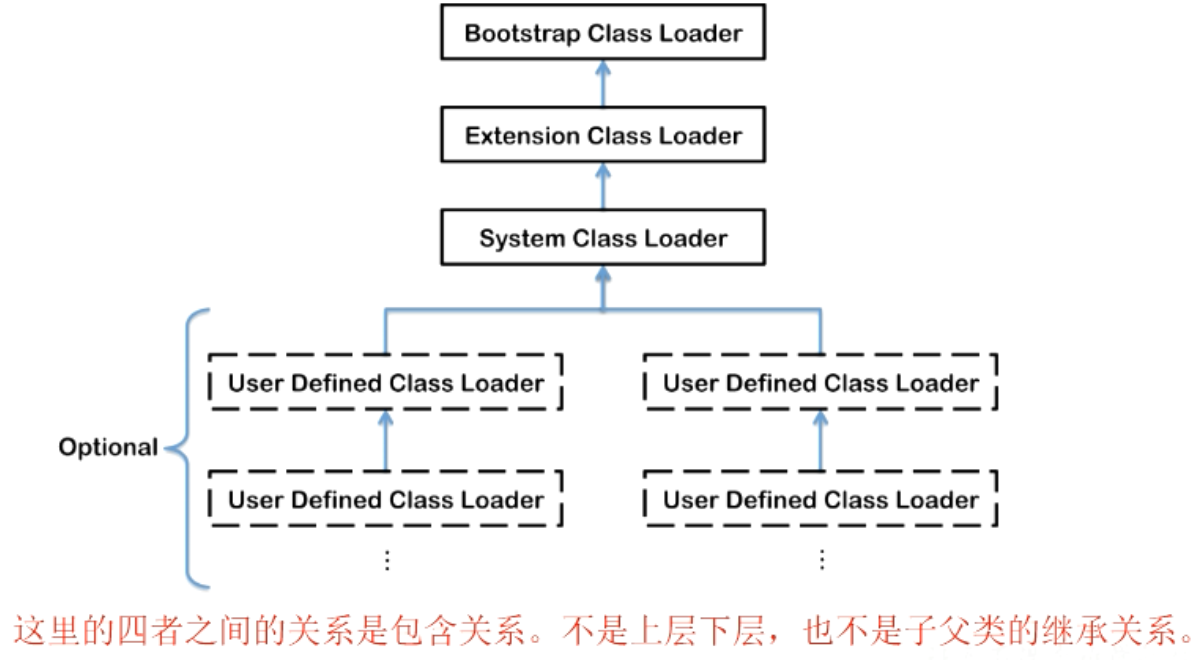 Bootstrap Class Loader
Extension Class Loader
System Class Loader
User Defined Class Loader
User Defined Class Loader
Optional
User Defined Class Loader
User Defined Class Loader
⋮
⋮
这里的四者之间的关系是包含关系。不是上层下层，也不是子父类的继承关系。